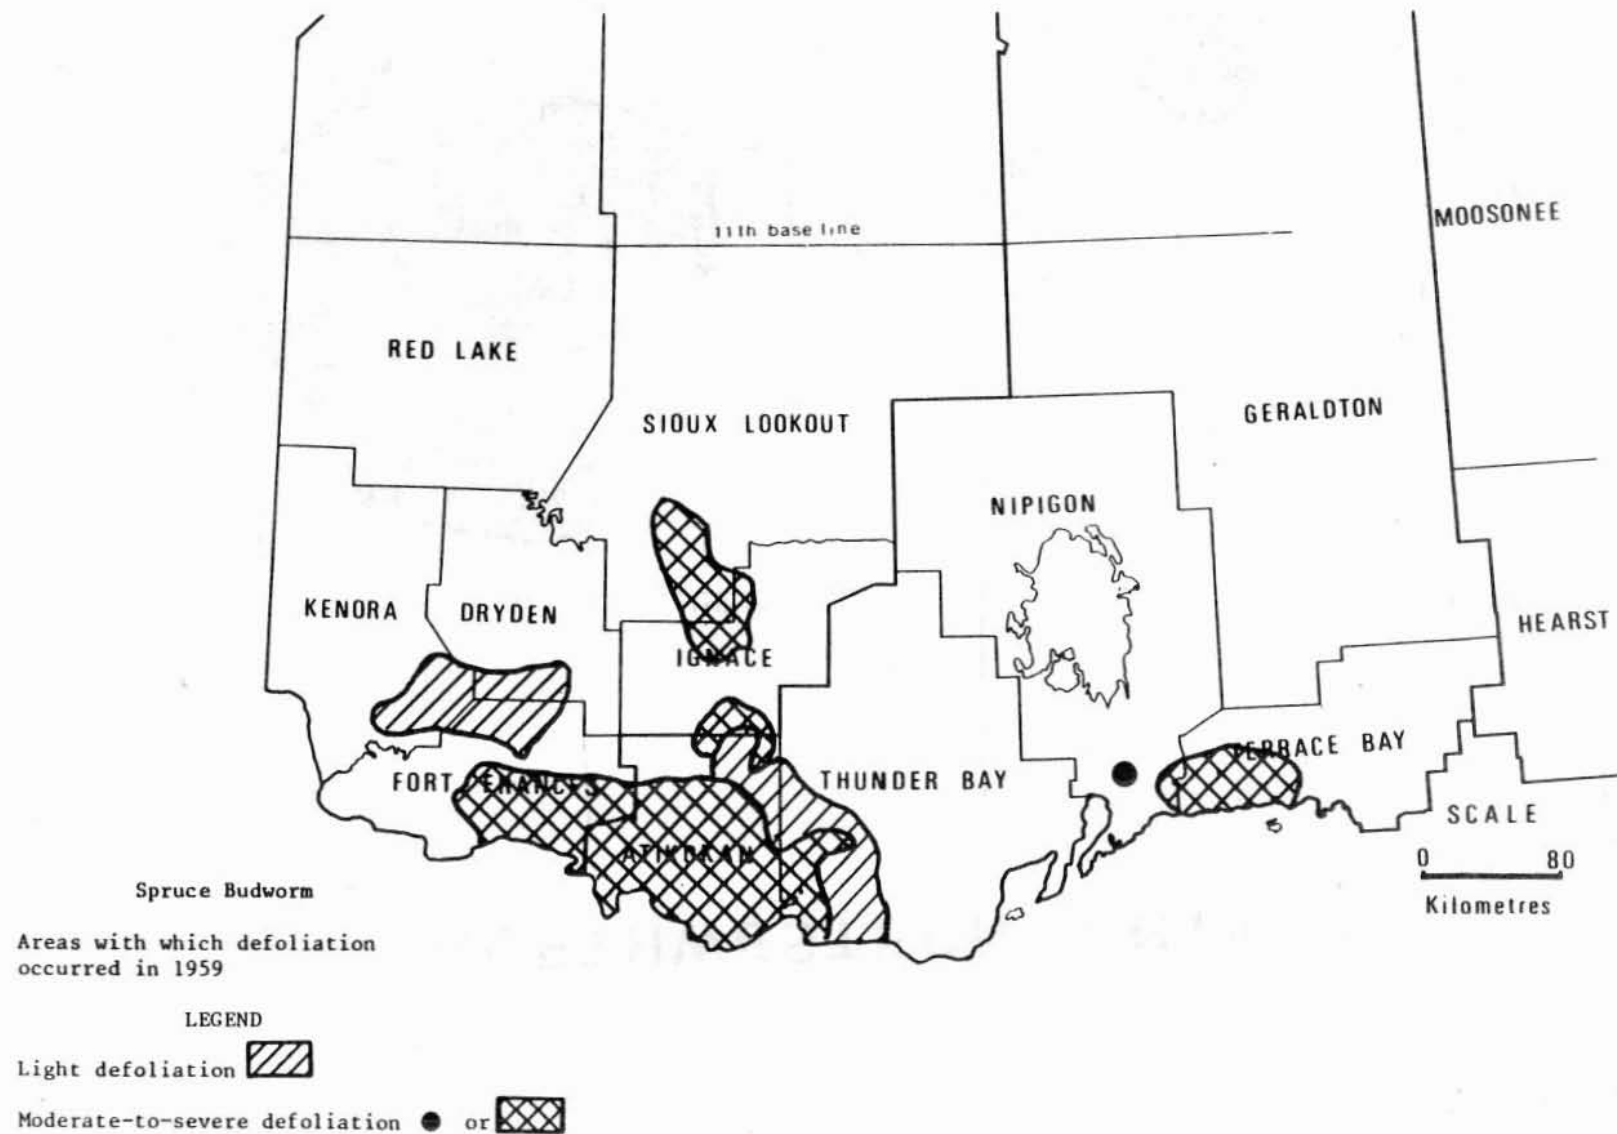 11th base line
MOOSONEE
RED LAKE
GERALDTON
SIOUX LOOKOUT
NIPIGON
KENORA
DRYDEN
HEARST
IGNACE
TERRACE BAY
FORT FRANCES
THUNDER BAY
SCALE
ATIKOKAN
0 80
Kilometres
Spruce Budworm
Areas with which defoliation
occurred in 1959
LEGEND
Light defoliation
Moderate-to-severe defoliation or